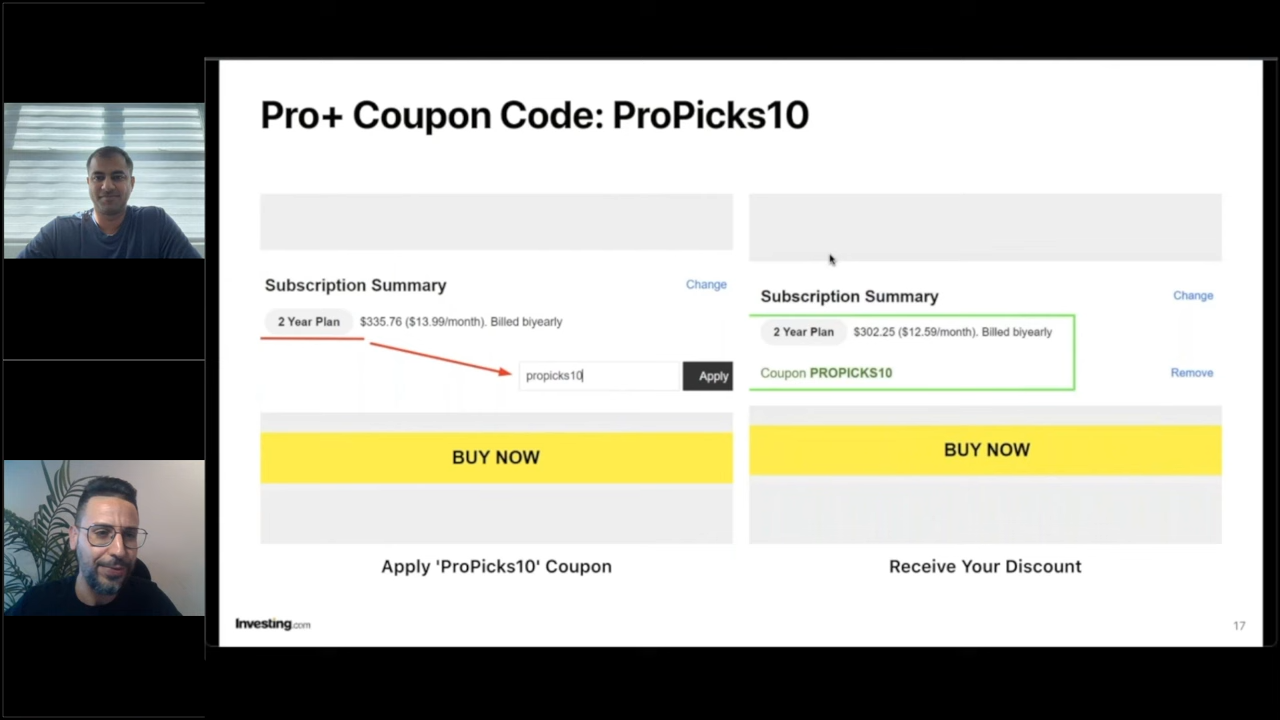 Pro+ Coupon Code: ProPicks10
Subscription Summary
Change
2 Year Plan $335.76 ($13.99/month). Billed biyearly
propicks10
Apply
BUY NOW
Apply 'ProPicks10' Coupon
Subscription Summary
Change
2 Year Plan $302.25 ($12.59/month). Billed biyearly
Coupon PROPICKS10
Remove
BUY NOW
Receive Your Discount
Investing.com
17